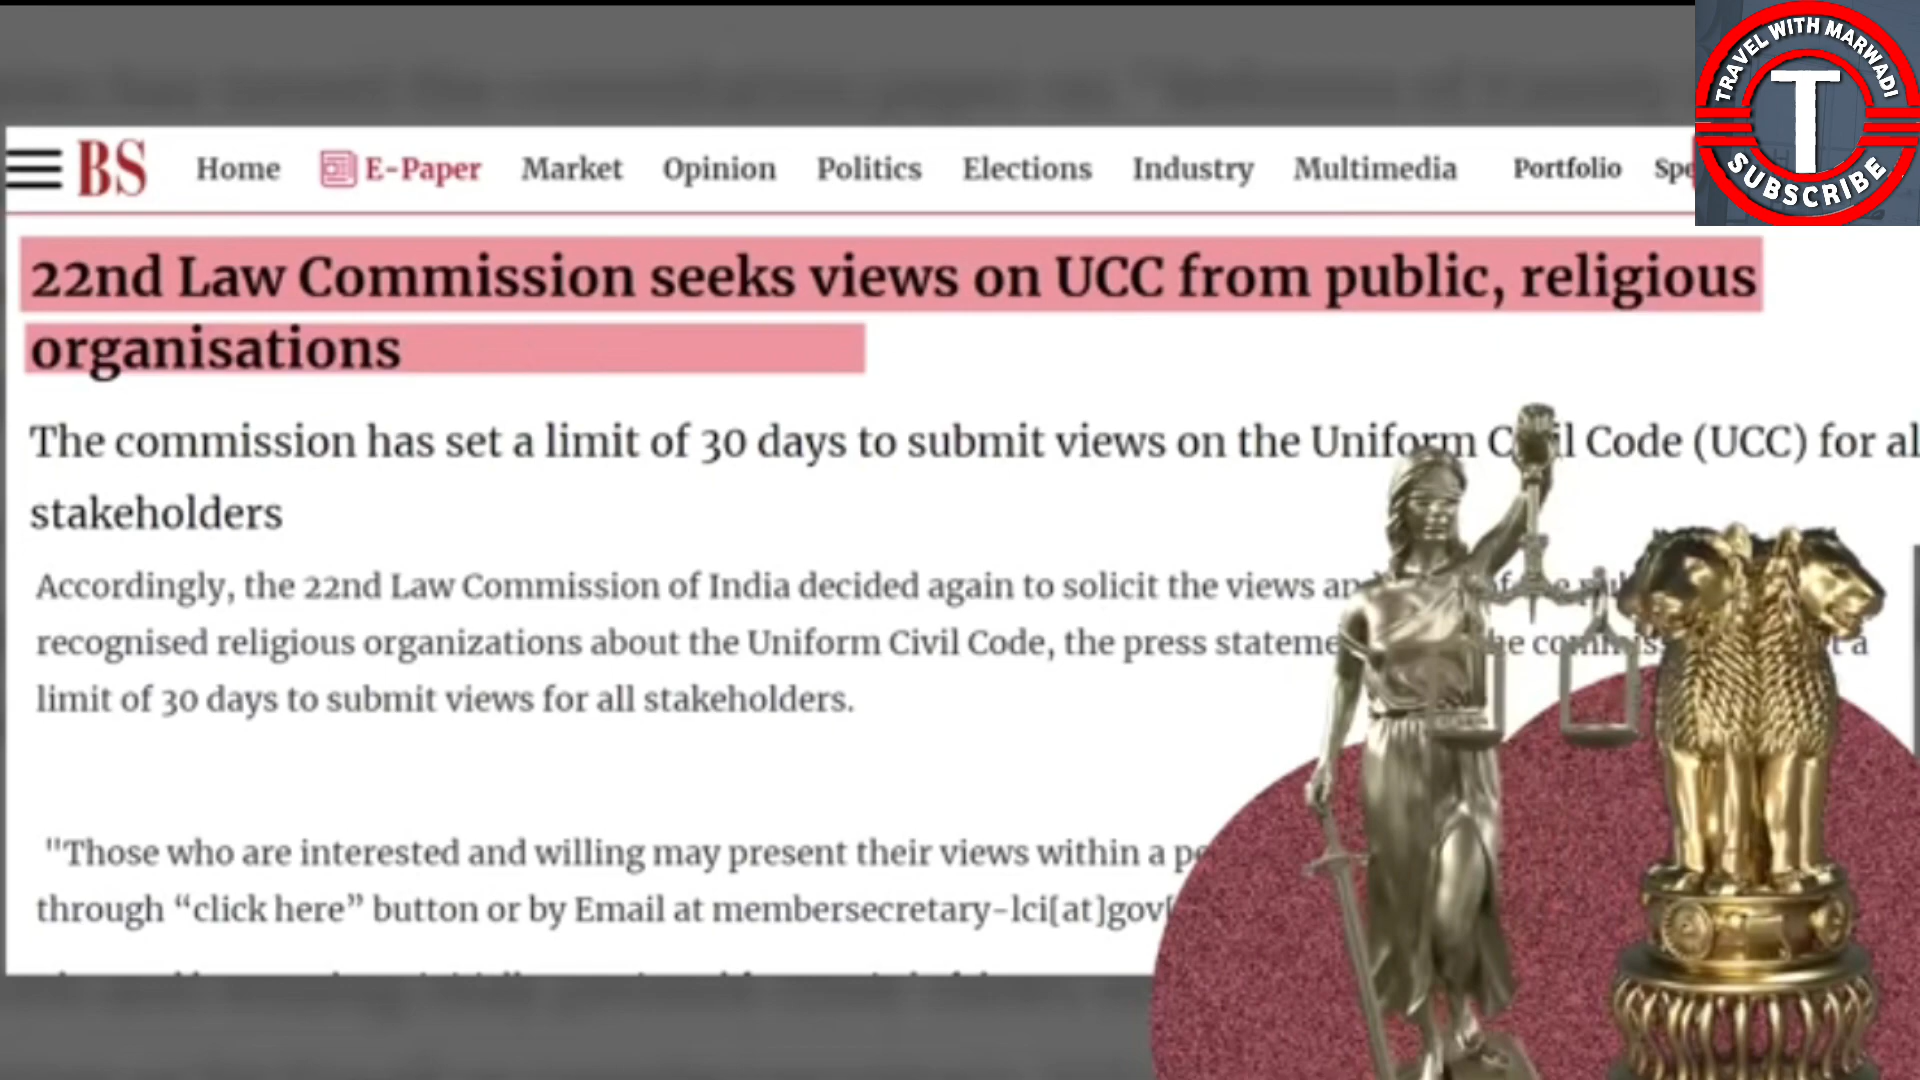 TRAVEL WITH MARWADI
T
SUBSCRIBE
BS Home E-Paper Market Opinion Politics Elections Industry Multimedia Portfolio
22nd Law Commission seeks views on UCC from public, religious
organisations
The commission has set a limit of 30 days to submit views on the Uniform Civil Code (UCC) for
stakeholders
Accordingly, the 22nd Law Commission of India decided again to solicit the views
recognised religious organizations about the Uniform Civil Code, the press a
limit of 30 days to submit views for all stakeholders.
"Those who are interested and willing may present their views within a
through “click here” button or by Email at membersecretary-lci[at]gov[